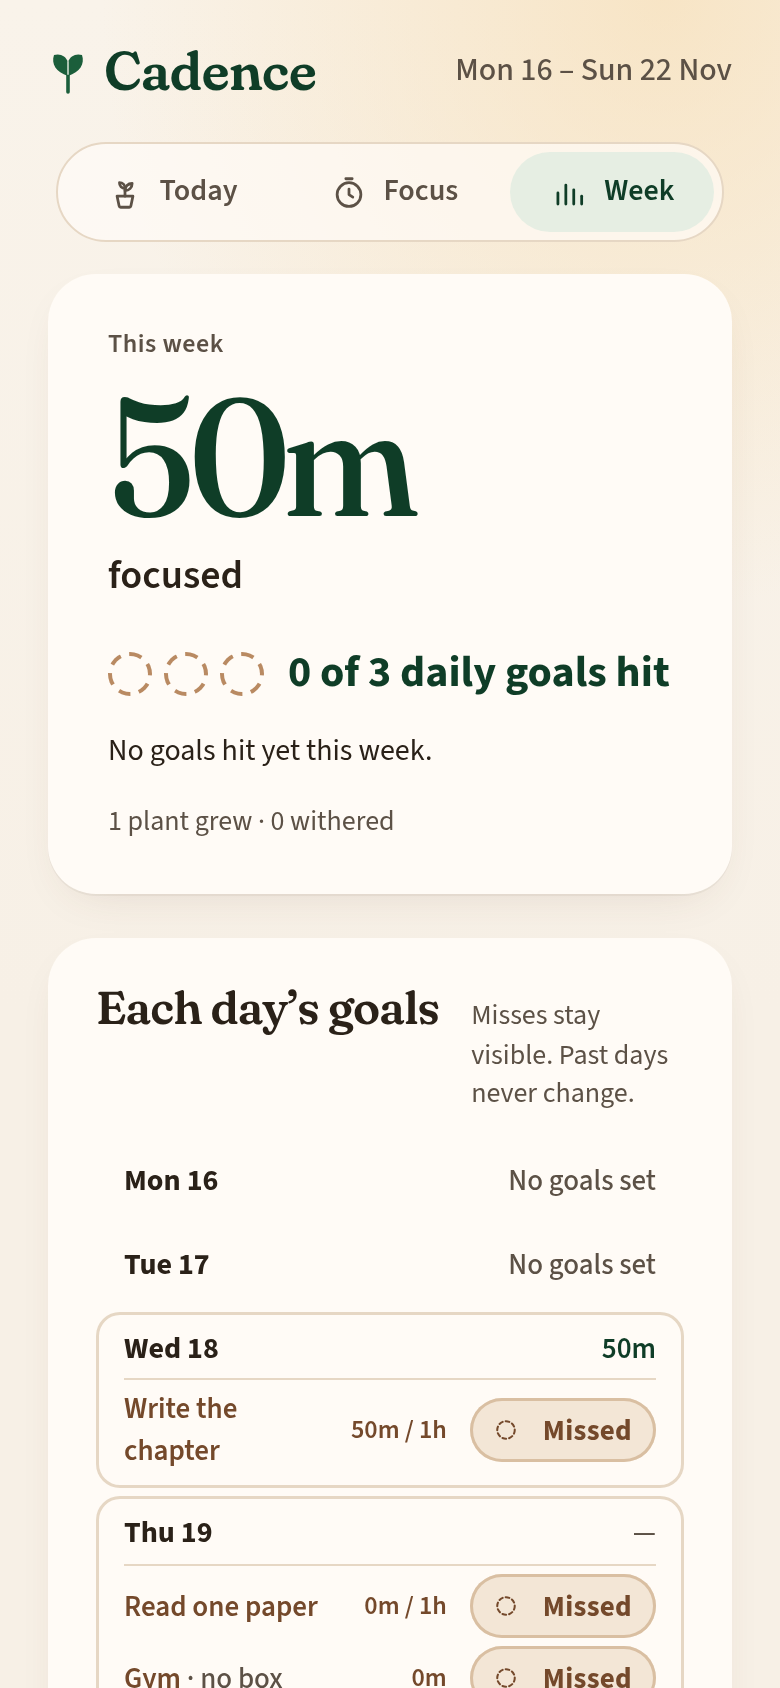 Cadence
Mon 16 – Sun 22 Nov
Today
Focus
Week
This week
50m
focused
0 of 3 daily goals hit
No goals hit yet this week.
1 plant grew · 0 withered
Each day’s goals
Misses stay
visible. Past days
never change.
Mon 16
No goals set
Tue 17
No goals set
Wed 18
50m
Write the
chapter
50m / 1h
Missed
Thu 19
—
Read one paper
0m / 1h
Missed
Gym · no box
0m
Missed